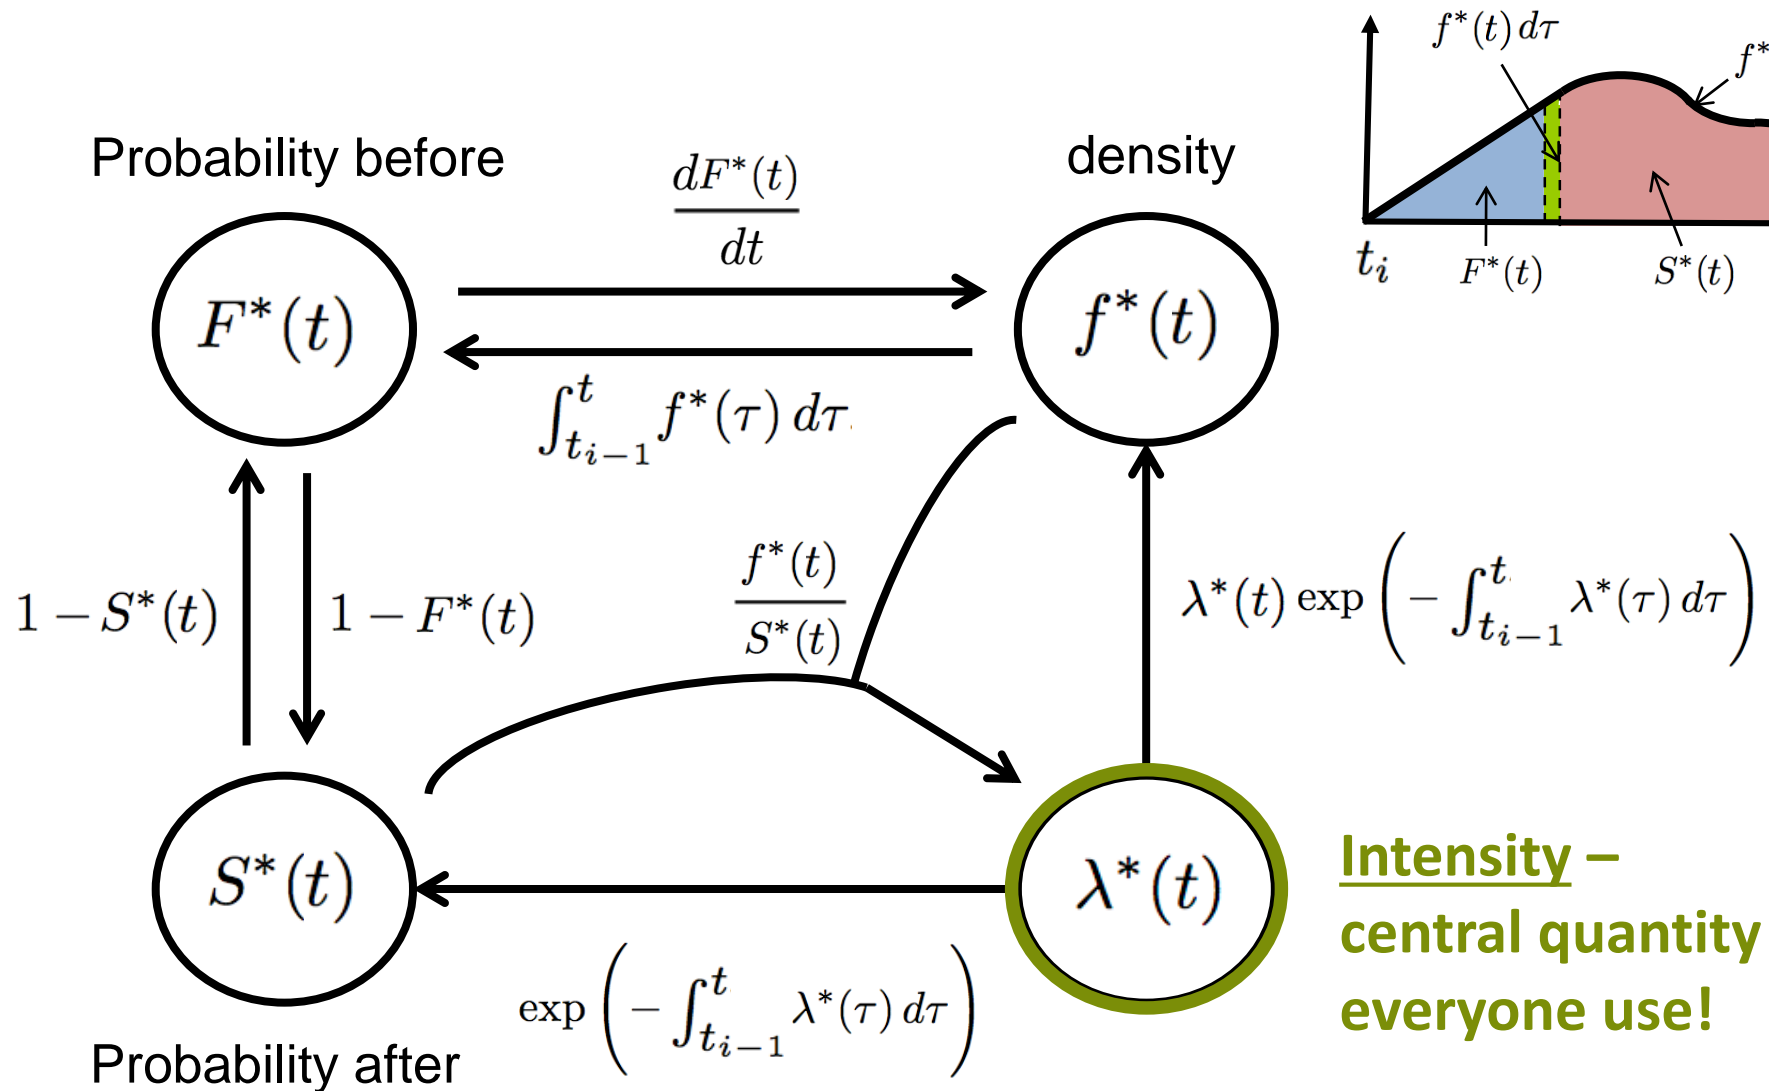 f*(t) dτ
f*
Probability before
density
dF*(t)
dt
t_i
F*(t)
S*(t)
F*(t)
f*(t)
∫_{t_{i−1}}^{t} f*(τ) dτ.
1 − S*(t)
1 − F*(t)
f*(t)
S*(t)
λ*(t) exp ( − ∫_{t_{i−1}}^{t} λ*(τ) dτ )
S*(t)
λ*(t)
Intensity –
central quantity
everyone use!
exp ( − ∫_{t_{i−1}}^{t} λ*(τ) dτ )
Probability after